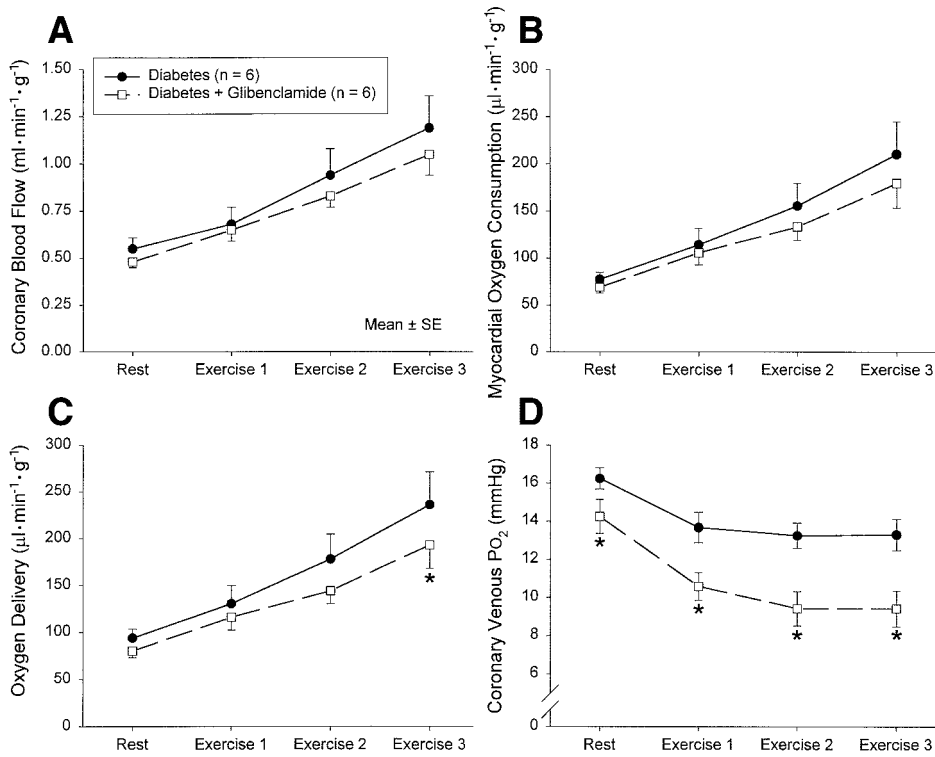 A
Coronary Blood Flow (ml·min⁻¹·g⁻¹)
1.50
1.25
1.00
0.75
0.50
0.25
0.00
Diabetes (n = 6)
Diabetes + Glibenclamide (n = 6)
Mean ± SE
Rest Exercise 1 Exercise 2 Exercise 3
B
Myocardial Oxygen Consumption (μl·min⁻¹·g⁻¹)
300
250
200
150
100
50
0
Rest Exercise 1 Exercise 2 Exercise 3
C
Oxygen Delivery (μl·min⁻¹·g⁻¹)
300
250
200
150
100
50
0
*
Rest Exercise 1 Exercise 2 Exercise 3
D
Coronary Venous PO₂ (mmHg)
18
16
14
12
10
8
6
0
* * * *
Rest Exercise 1 Exercise 2 Exercise 3